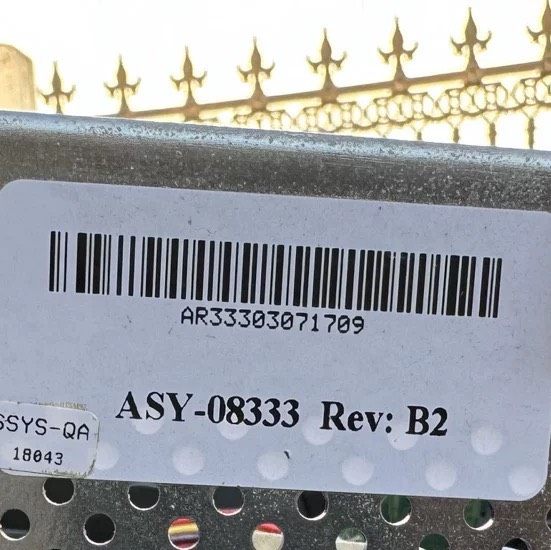 AR33303071709
ASY-08333 Rev: B2
SSYS-QA
18043